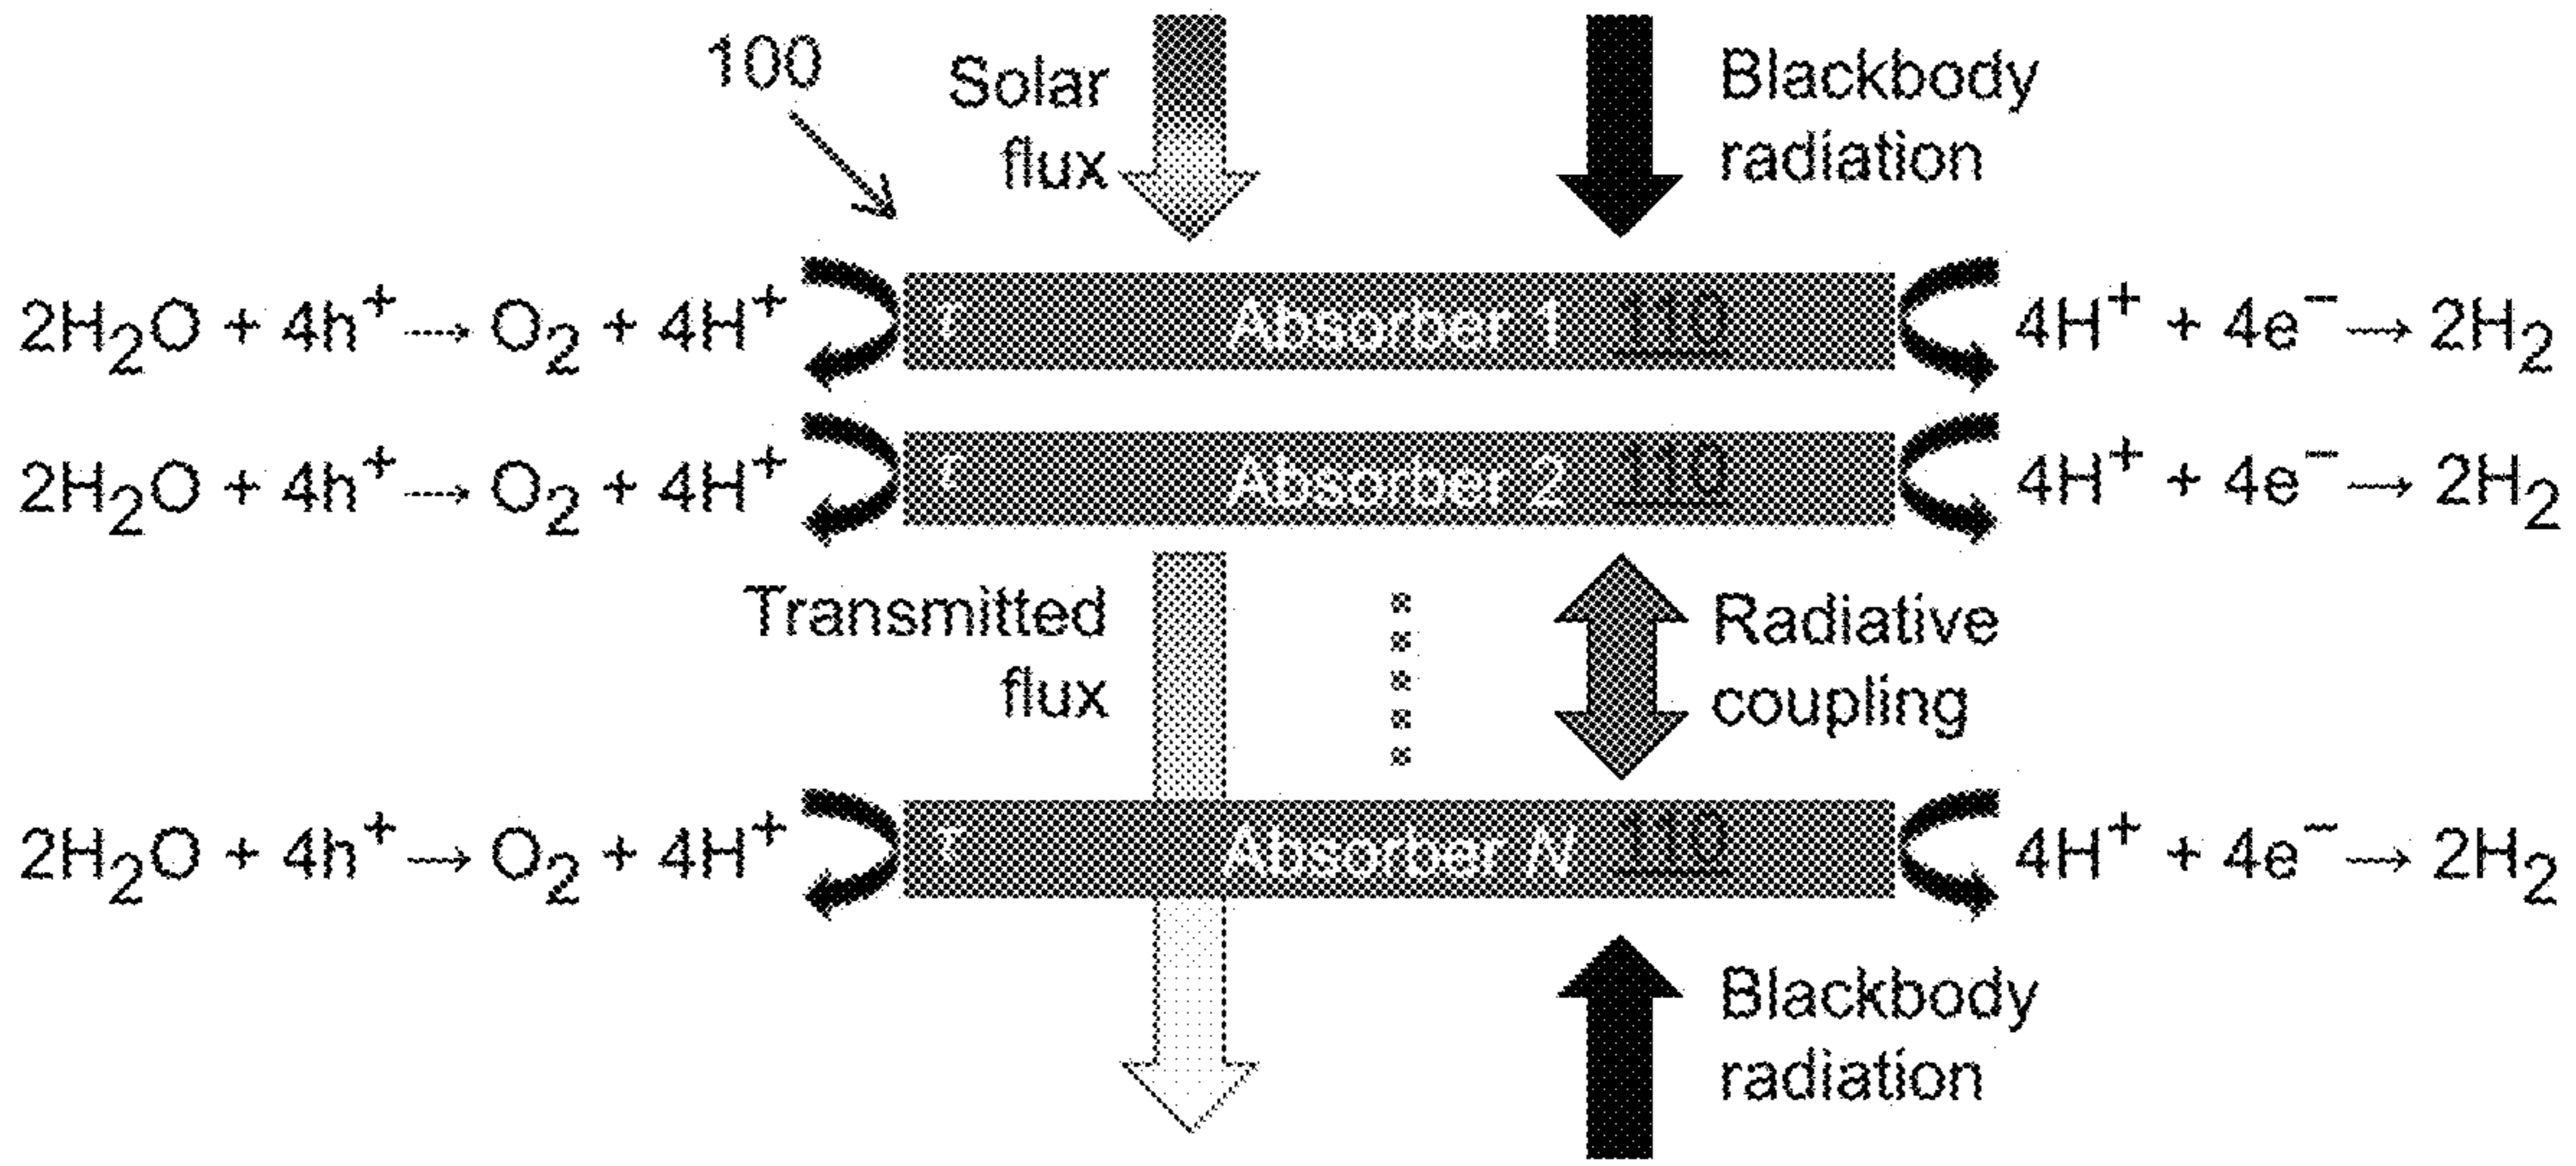 100
Solar
flux
Blackbody
radiation
2H₂O + 4h⁺ → O₂ + 4H⁺
Absorber 1 110
4H⁺ + 4e⁻ → 2H₂
2H₂O + 4h⁺ → O₂ + 4H⁺
Absorber 2 110
4H⁺ + 4e⁻ → 2H₂
Transmitted
flux
Radiative
coupling
2H₂O + 4h⁺ → O₂ + 4H⁺
Absorber N 110
4H⁺ + 4e⁻ → 2H₂
Blackbody
radiation